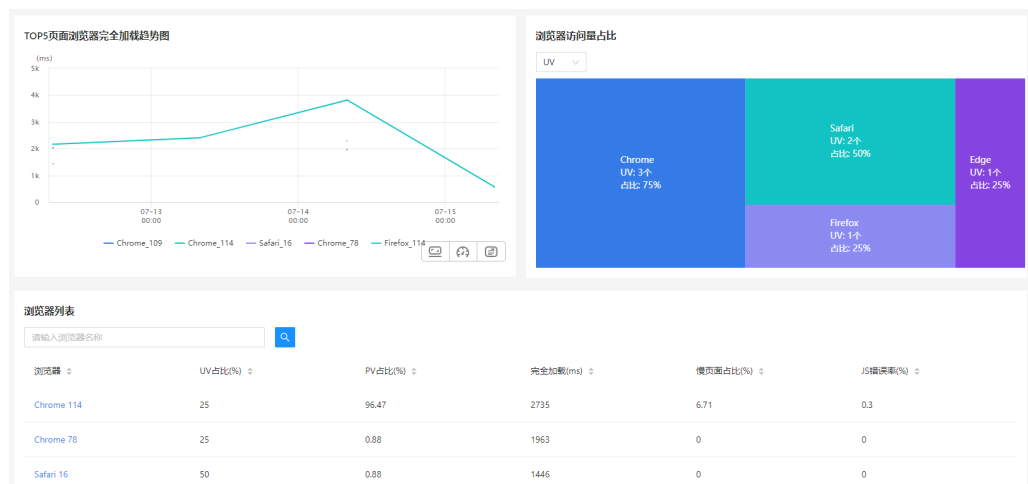 TOP5页面浏览器完全加载趋势图
(ms)
5k
4k
3k
2k
1k
0
07-13
00:00
07-14
00:00
07-15
00:00
Chrome_109
Chrome_114
Safari_16
Chrome_78
Firefox_114
浏览器访问量占比
UV
Chrome
UV: 3个
占比: 75%
Safari
UV: 2个
占比: 50%
Firefox
UV: 1个
占比: 25%
Edge
UV: 1个
占比: 25%
浏览器列表
请输入浏览器名称
浏览器 UV占比(%) PV占比(%) 完全加载(ms) 慢页面占比(%) JS错误率(%)
Chrome 114 25 96.47 2735 6.71 0.3
Chrome 78 25 0.88 1963 0 0
Safari 16 50 0.88 1446 0 0